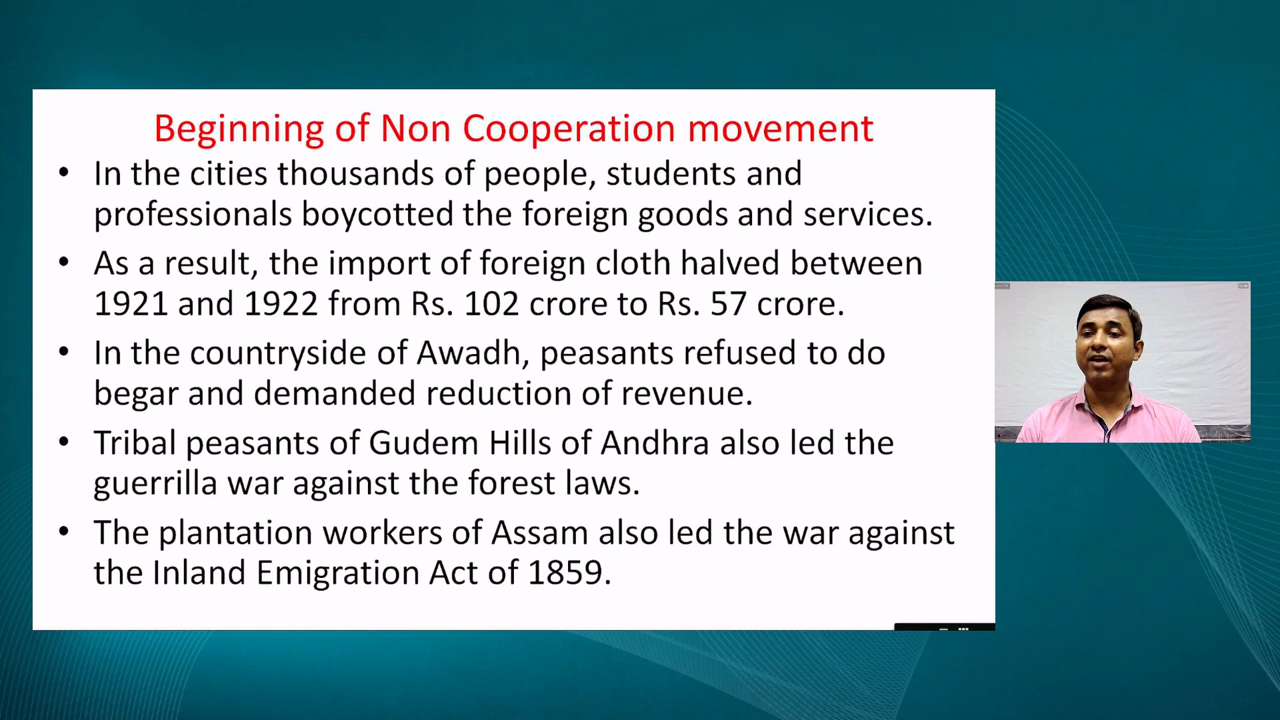 Beginning of Non Cooperation movement
• In the cities thousands of people, students and
professionals boycotted the foreign goods and services.
• As a result, the import of foreign cloth halved between
1921 and 1922 from Rs. 102 crore to Rs. 57 crore.
• In the countryside of Awadh, peasants refused to do
begar and demanded reduction of revenue.
• Tribal peasants of Gudem Hills of Andhra also led the
guerrilla war against the forest laws.
• The plantation workers of Assam also led the war against
the Inland Emigration Act of 1859.